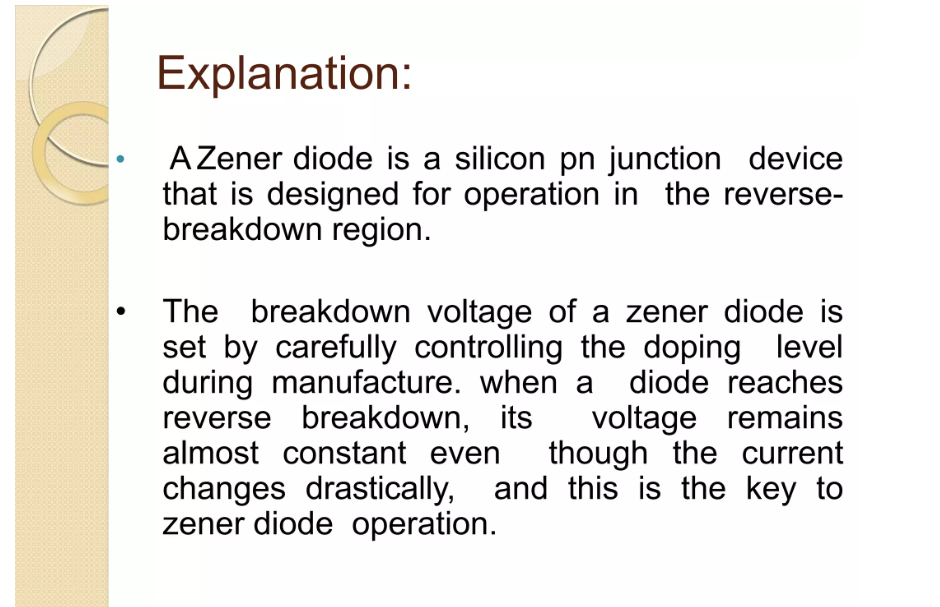 Explanation:
• A Zener diode is a silicon pn junction device
that is designed for operation in the reverse-
breakdown region.
• The breakdown voltage of a zener diode is
set by carefully controlling the doping level
during manufacture. when a diode reaches
reverse breakdown, its voltage remains
almost constant even though the current
changes drastically, and this is the key to
zener diode operation.